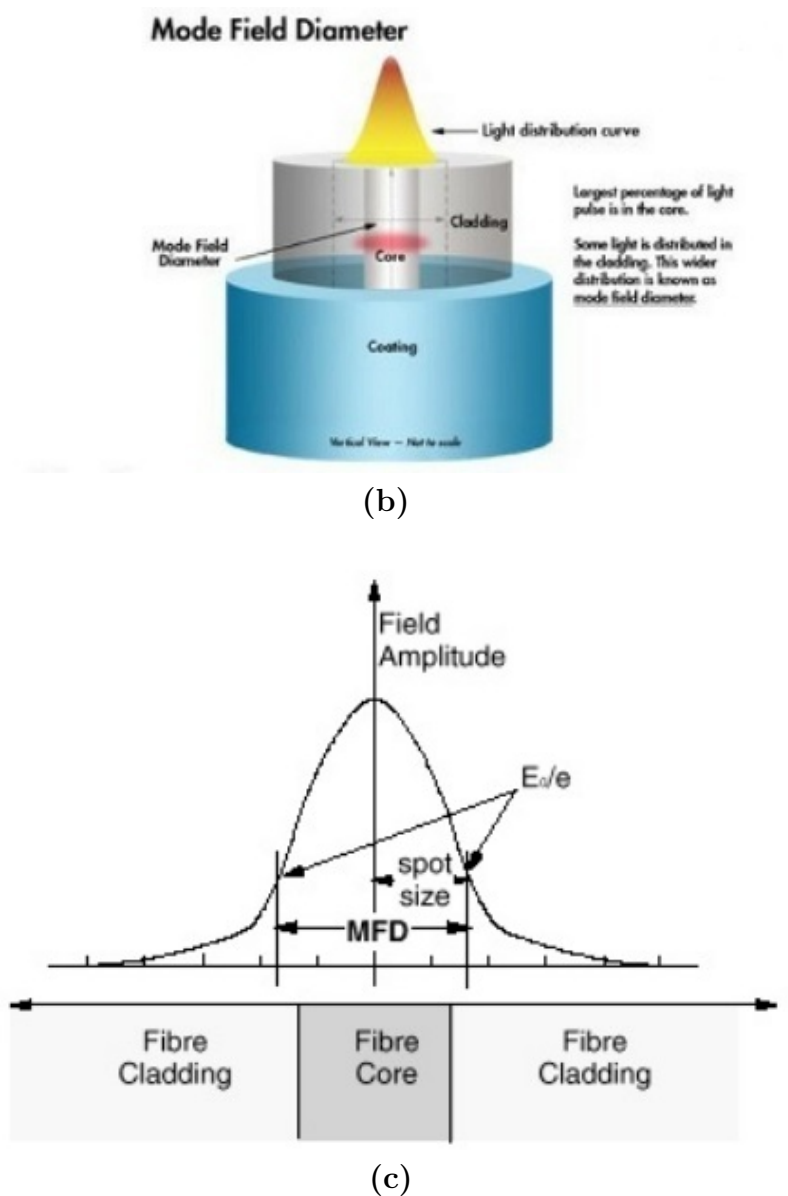 Mode Field Diameter
Light distribution curve
Largest percentage of light
pulse is in the core.
Cladding
Mode Field
Diameter
Core
Some light is distributed in
the cladding. This wider
distribution is known as
mode field diameter.
Coating
Vertical View — Not to scale
(b)
Field
Amplitude
E₀/e
spot
size
MFD
Fibre
Cladding
Fibre
Core
Fibre
Cladding
(c)